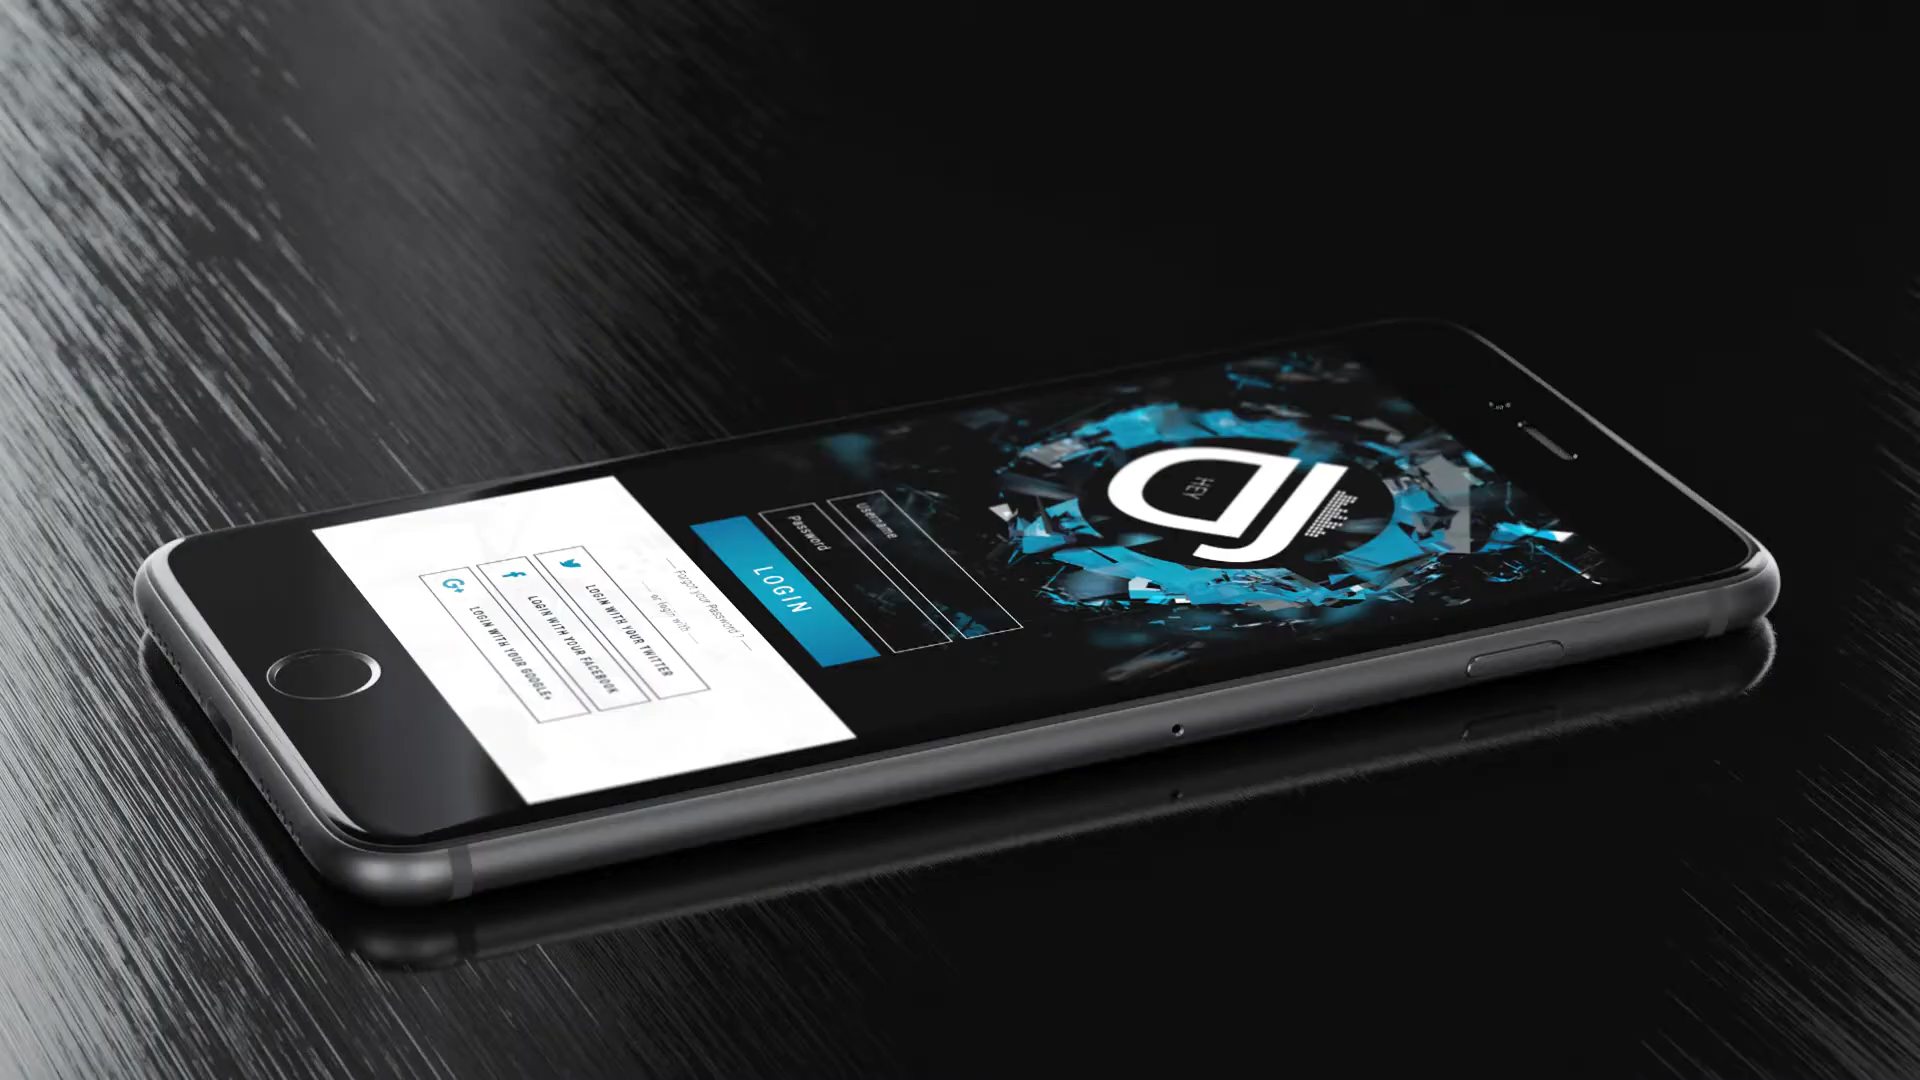 HEY
DJ
Username
Password
LOGIN
— Forgot your Password ? —
— or login with —
LOGIN WITH YOUR TWITTER
f LOGIN WITH YOUR FACEBOOK
G+ LOGIN WITH YOUR GOOGLE+